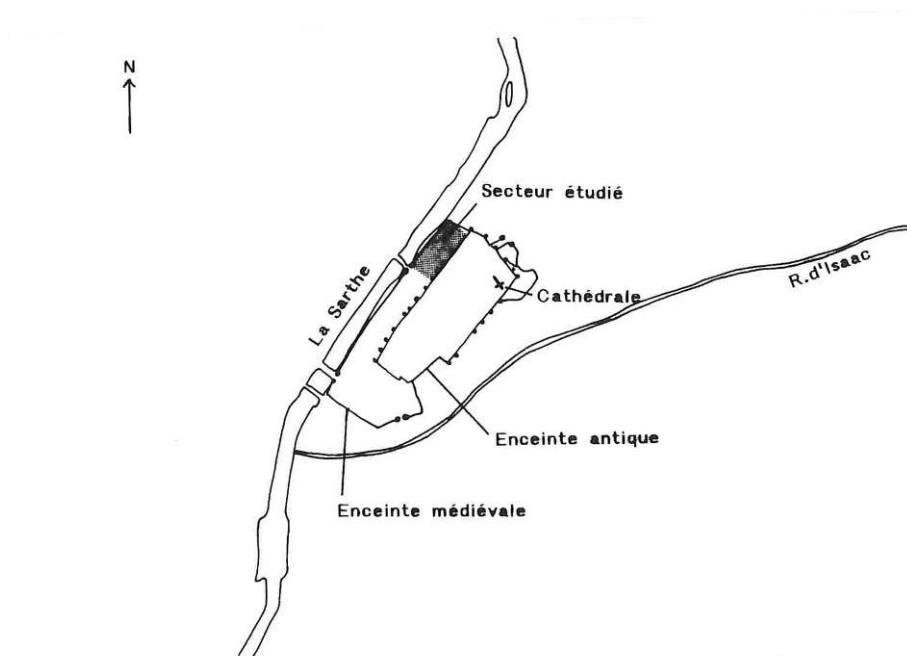 N
Secteur étudié
La Sarthe
R.d'Isaac
Cathédrale
Enceinte antique
Enceinte médiévale